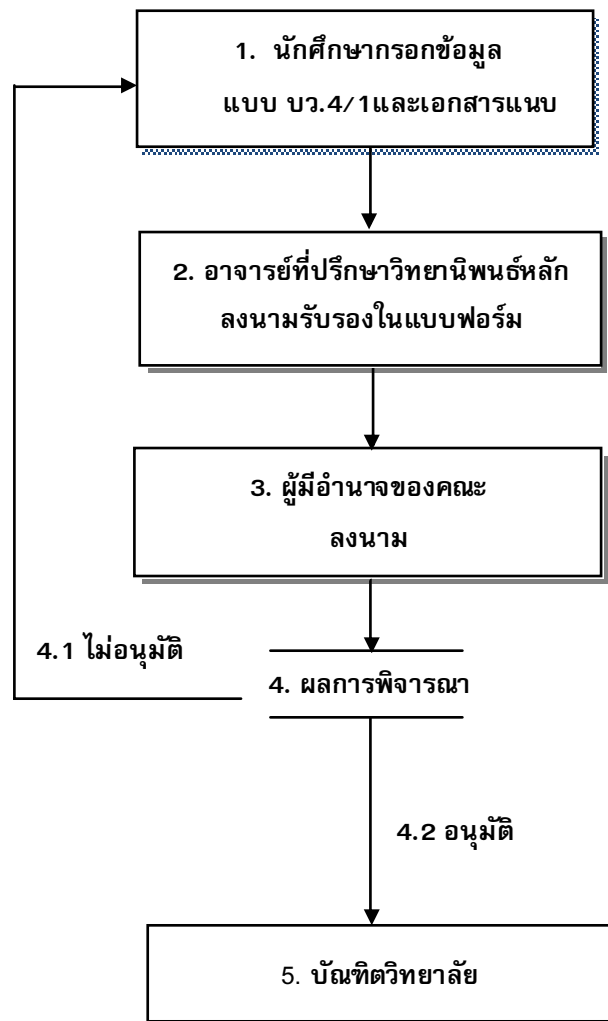 1. นักศึกษากรอกข้อมูล
แบบ บว.4/1และเอกสารแนบ
2. อาจารย์ที่ปรึกษาวิทยานิพนธ์หลัก
ลงนามรับรองในแบบฟอร์ม
3. ผู้มีอำนาจของคณะ
ลงนาม
4.1 ไม่อนุมัติ
4. ผลการพิจารณา
4.2 อนุมัติ
5. บัณฑิตวิทยาลัย